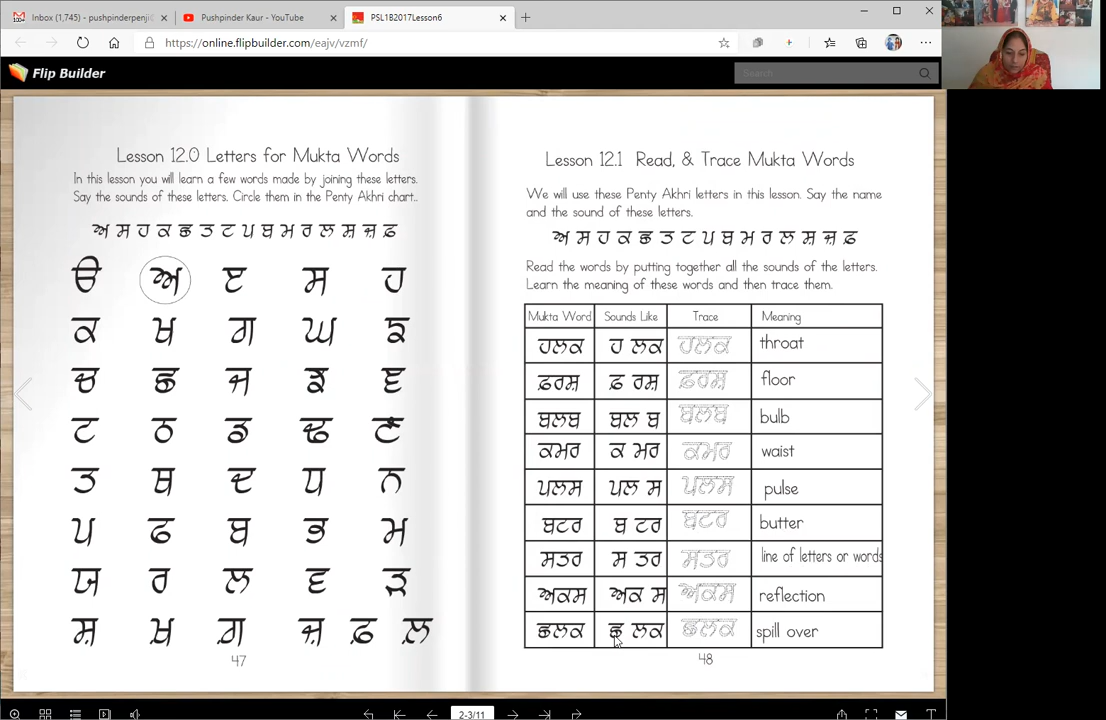 Inbox (1,745) - pushpinderpenji@
Pushpinder Kaur - YouTube
PSL1B2017Lesson6
https://online.flipbuilder.com/eajv/vzmf/
Flip Builder
Search
Lesson 12.0 Letters for Mukta Words
In this lesson you will learn a few words made by joining these letters.
Say the sounds of these letters. Circle them in the Penty Akhri chart..
ਅ ਸ ਹ ਕ ਛ ਤ ਟ ਪ ਬ ਮ ਰ ਲ ਸ਼ ਜ਼ ਫ਼
ੳ ਅ ੲ ਸ ਹ
ਕ ਖ ਗ ਘ ਙ
ਚ ਛ ਜ ਝ ਞ
ਟ ਠ ਡ ਢ ਣ
ਤ ਥ ਦ ਧ ਨ
ਪ ਫ ਬ ਭ ਮ
ਯ ਰ ਲ ਵ ੜ
ਸ਼ ਖ਼ ਗ਼ ਜ਼ ਫ਼ ਲ਼
47
Lesson 12.1 Read, & Trace Mukta Words
We will use these Penty Akhri letters in this lesson. Say the name
and the sound of these letters.
ਅ ਸ ਹ ਕ ਛ ਤ ਟ ਪ ਬ ਮ ਰ ਲ ਸ਼ ਜ਼ ਫ਼
Read the words by putting together all the sounds of the letters.
Learn the meaning of these words and then trace them.
Mukta Word Sounds Like Trace Meaning
ਹਲਕ ਹ ਲਕ ਹਲਕ throat
ਫ਼ਰਸ਼ ਫ਼ ਰਸ਼ ਫ਼ਰਸ਼ floor
ਬਲਬ ਬਲ ਬ ਬਲਬ bulb
ਕਮਰ ਕ ਮਰ ਕਮਰ waist
ਪਲਸ ਪਲ ਸ ਪਲਸ pulse
ਬਟਰ ਬ ਟਰ ਬਟਰ butter
ਸਤਰ ਸ ਤਰ ਸਤਰ line of letters or words
ਅਕਸ ਅਕ ਸ ਅਕਸ reflection
ਛਲਕ ਛ ਲਕ ਛਲਕ spill over
48
2-3/11